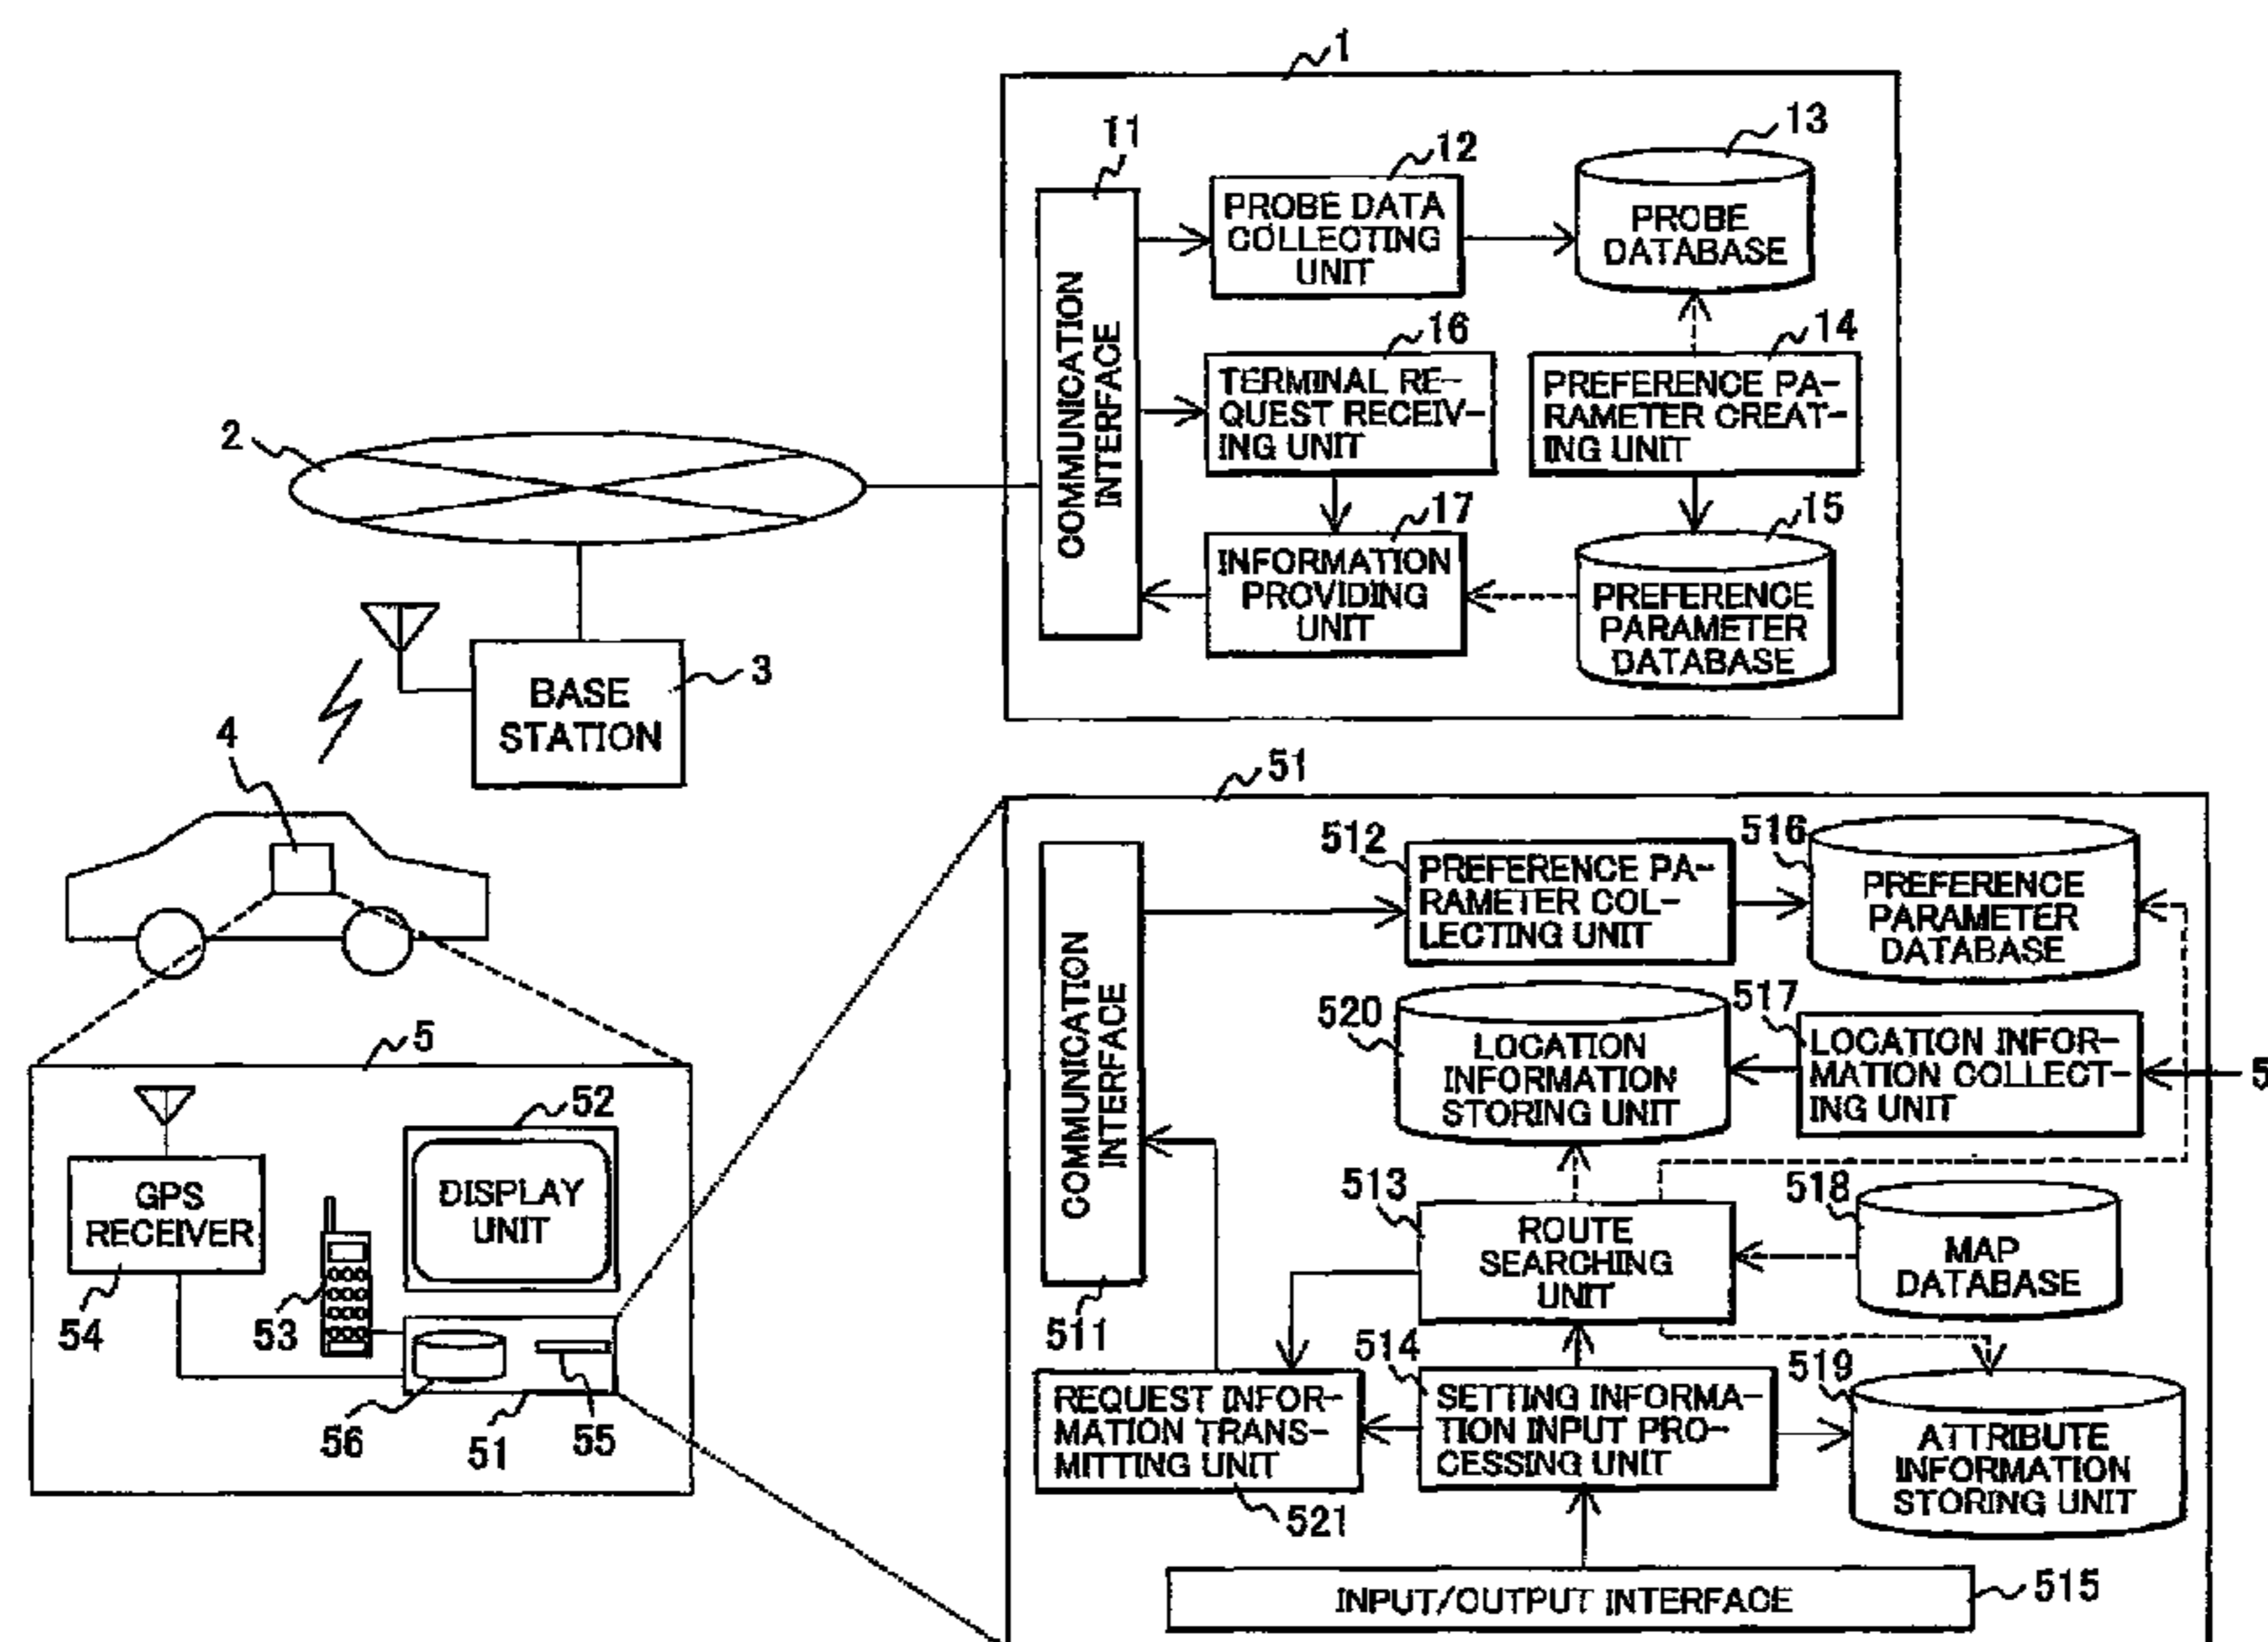 1
11
12
PROBE DATA
COLLECTING
UNIT
13
PROBE
DATABASE
COMMUNICATION
INTERFACE
16
TERMINAL RE-
QUEST RECEIV-
ING UNIT
14
PREFERENCE PA-
RAMETER CREAT-
ING UNIT
17
INFORMATION
PROVIDING
UNIT
15
PREFERENCE
PARAMETER
DATABASE
2
BASE
STATION
3
4
5
GPS
RECEIVER
54
53
52
DISPLAY
UNIT
56
51
55
51
COMMUNICATION
INTERFACE
511
512
PREFERENCE PA-
RAMETER COL-
LECTING UNIT
516
PREFERENCE
PARAMETER
DATABASE
520
LOCATION
INFORMATION
STORING UNIT
517
LOCATION INFOR-
MATION COLLECT-
ING UNIT
513
ROUTE
SEARCHING
UNIT
518
MAP
DATABASE
REQUEST INFOR-
MATION TRANS-
MITTING UNIT
521
514
SETTING INFORMA-
TION INPUT PRO-
CESSING UNIT
519
ATTRIBUTE
INFORMATION
STORING UNIT
INPUT/OUTPUT INTERFACE
515